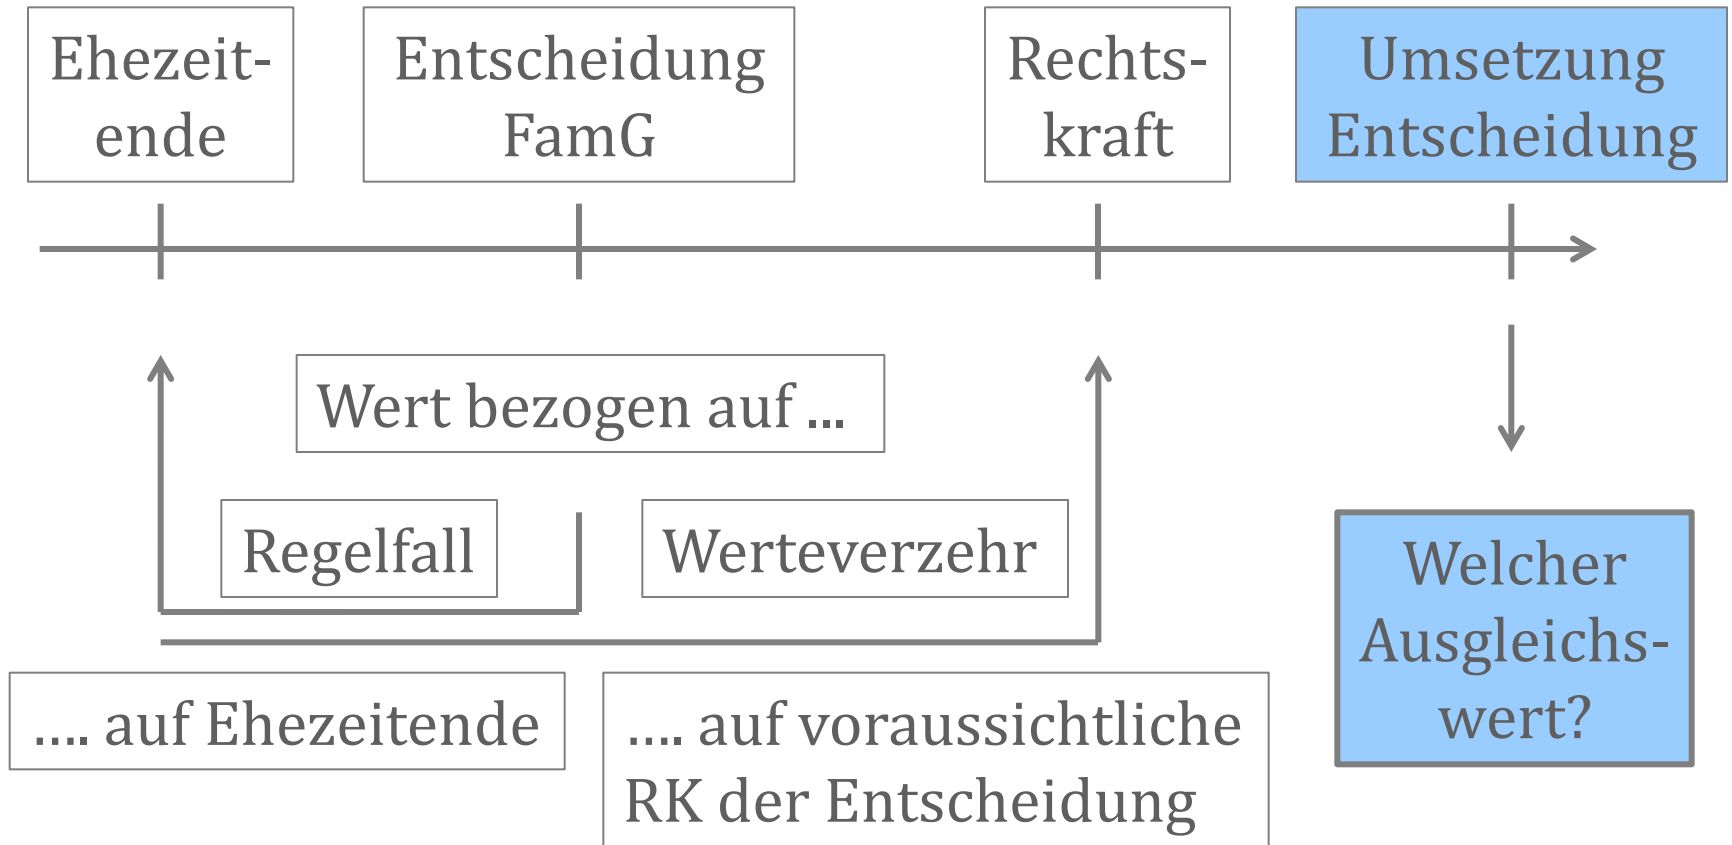 Ehezeit-
ende
Entscheidung
FamG
Rechts-
kraft
Umsetzung
Entscheidung
Wert bezogen auf ...
Regelfall
Werteverzehr
Welcher
Ausgleichs-
wert?
.... auf Ehezeitende
.... auf voraussichtliche
RK der Entscheidung